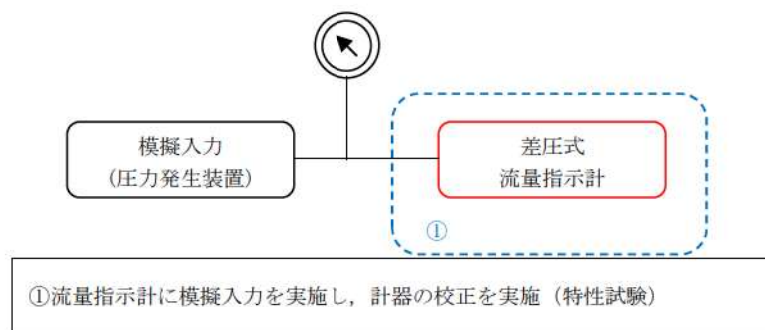 模擬入力
(圧力発生装置)
差圧式
流量指示計
①
①流量指示計に模擬入力を実施し，計器の校正を実施（特性試験）